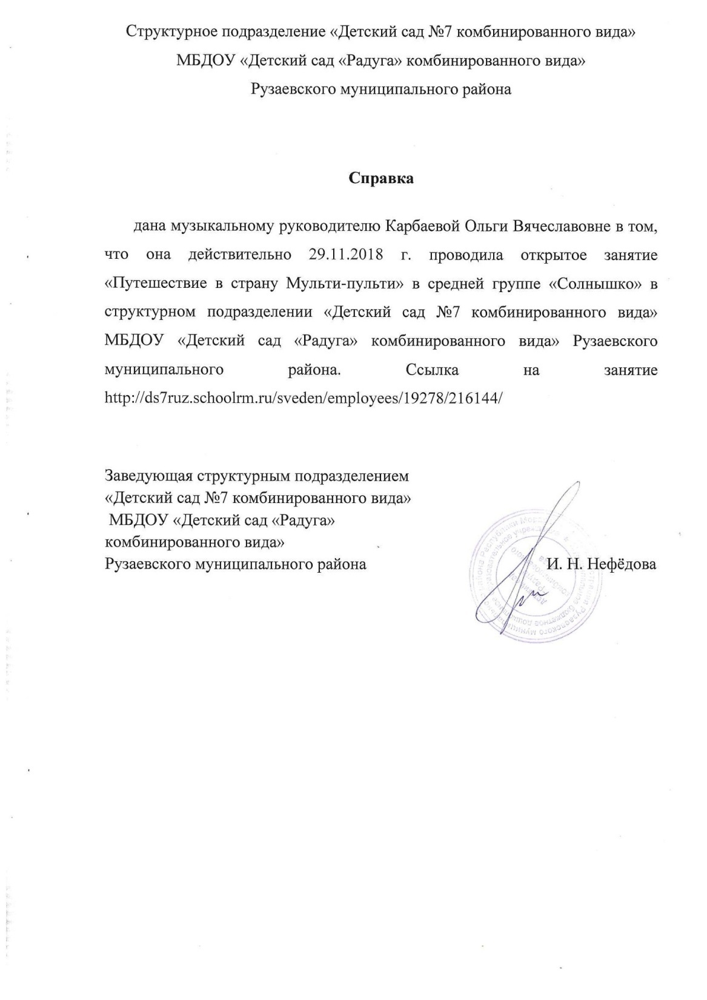 Структурное подразделение «Детский сад №7 комбинированного вида»
МБДОУ «Детский сад «Радуга» комбинированного вида»
Рузаевского муниципального района
Справка
дана музыкальному руководителю Карбаевой Ольги Вячеславовне в том,
что она действительно 29.11.2018 г. проводила открытое занятие
«Путешествие в страну Мульти-пульти» в средней группе «Солнышко» в
структурном подразделении «Детский сад №7 комбинированного вида»
МБДОУ «Детский сад «Радуга» комбинированного вида» Рузаевского
муниципального района. Ссылка на занятие
http://ds7ruz.schoolrm.ru/sveden/employees/19278/216144/
Заведующая структурным подразделением
«Детский сад №7 комбинированного вида»
МБДОУ «Детский сад «Радуга»
комбинированного вида»
Рузаевского муниципального района И. Н. Нефёдова